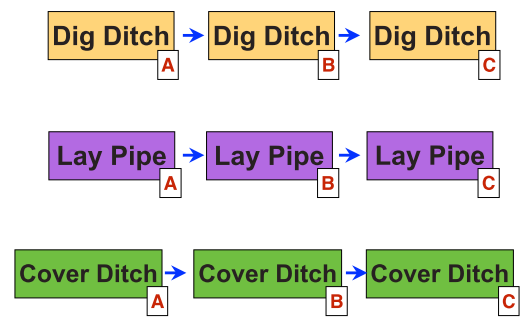 Dig Ditch Dig Ditch Dig Ditch
A B C
Lay Pipe Lay Pipe Lay Pipe
A B C
Cover Ditch Cover Ditch Cover Ditch
A B C